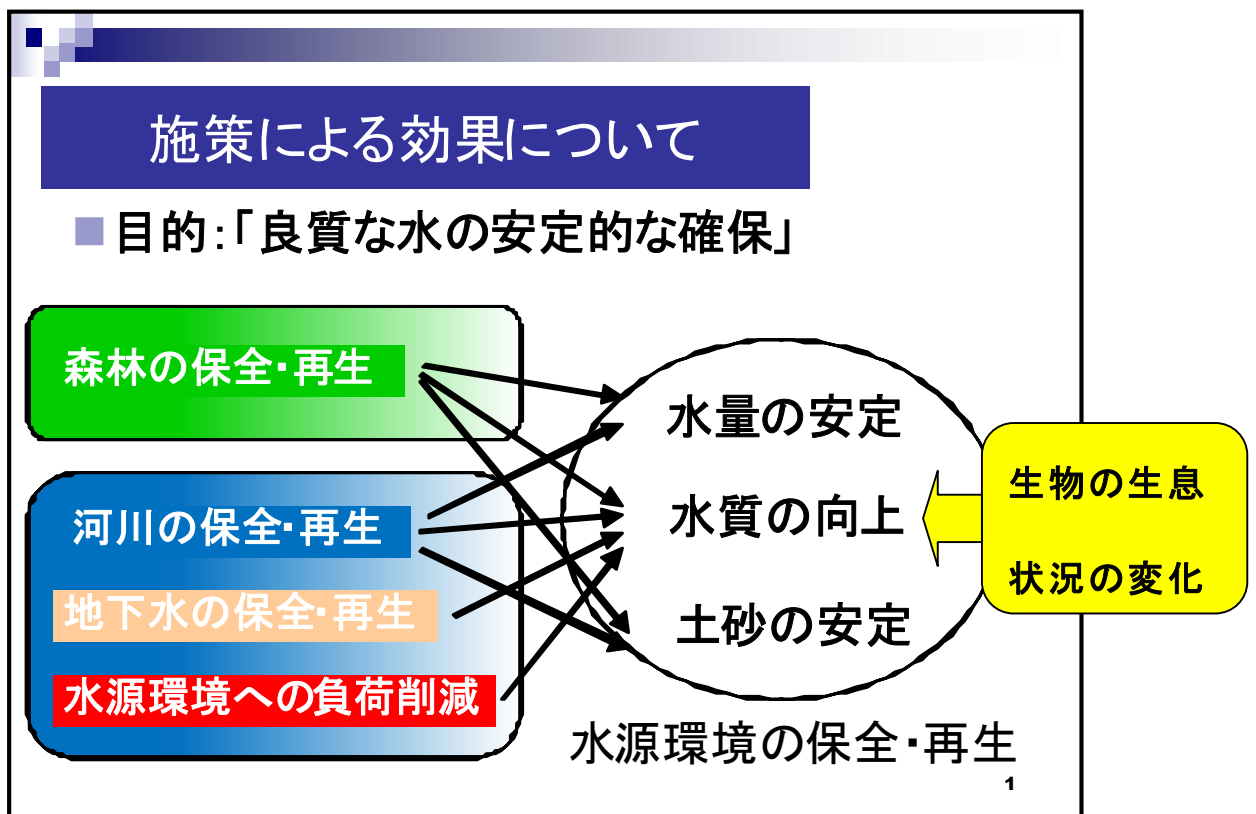 施策による効果について
目的：「良質な水の安定的な確保」
森林の保全・再生
河川の保全・再生
地下水の保全・再生
水源環境への負荷削減
水量の安定
水質の向上
土砂の安定
生物の生息
状況の変化
水源環境の保全・再生
1